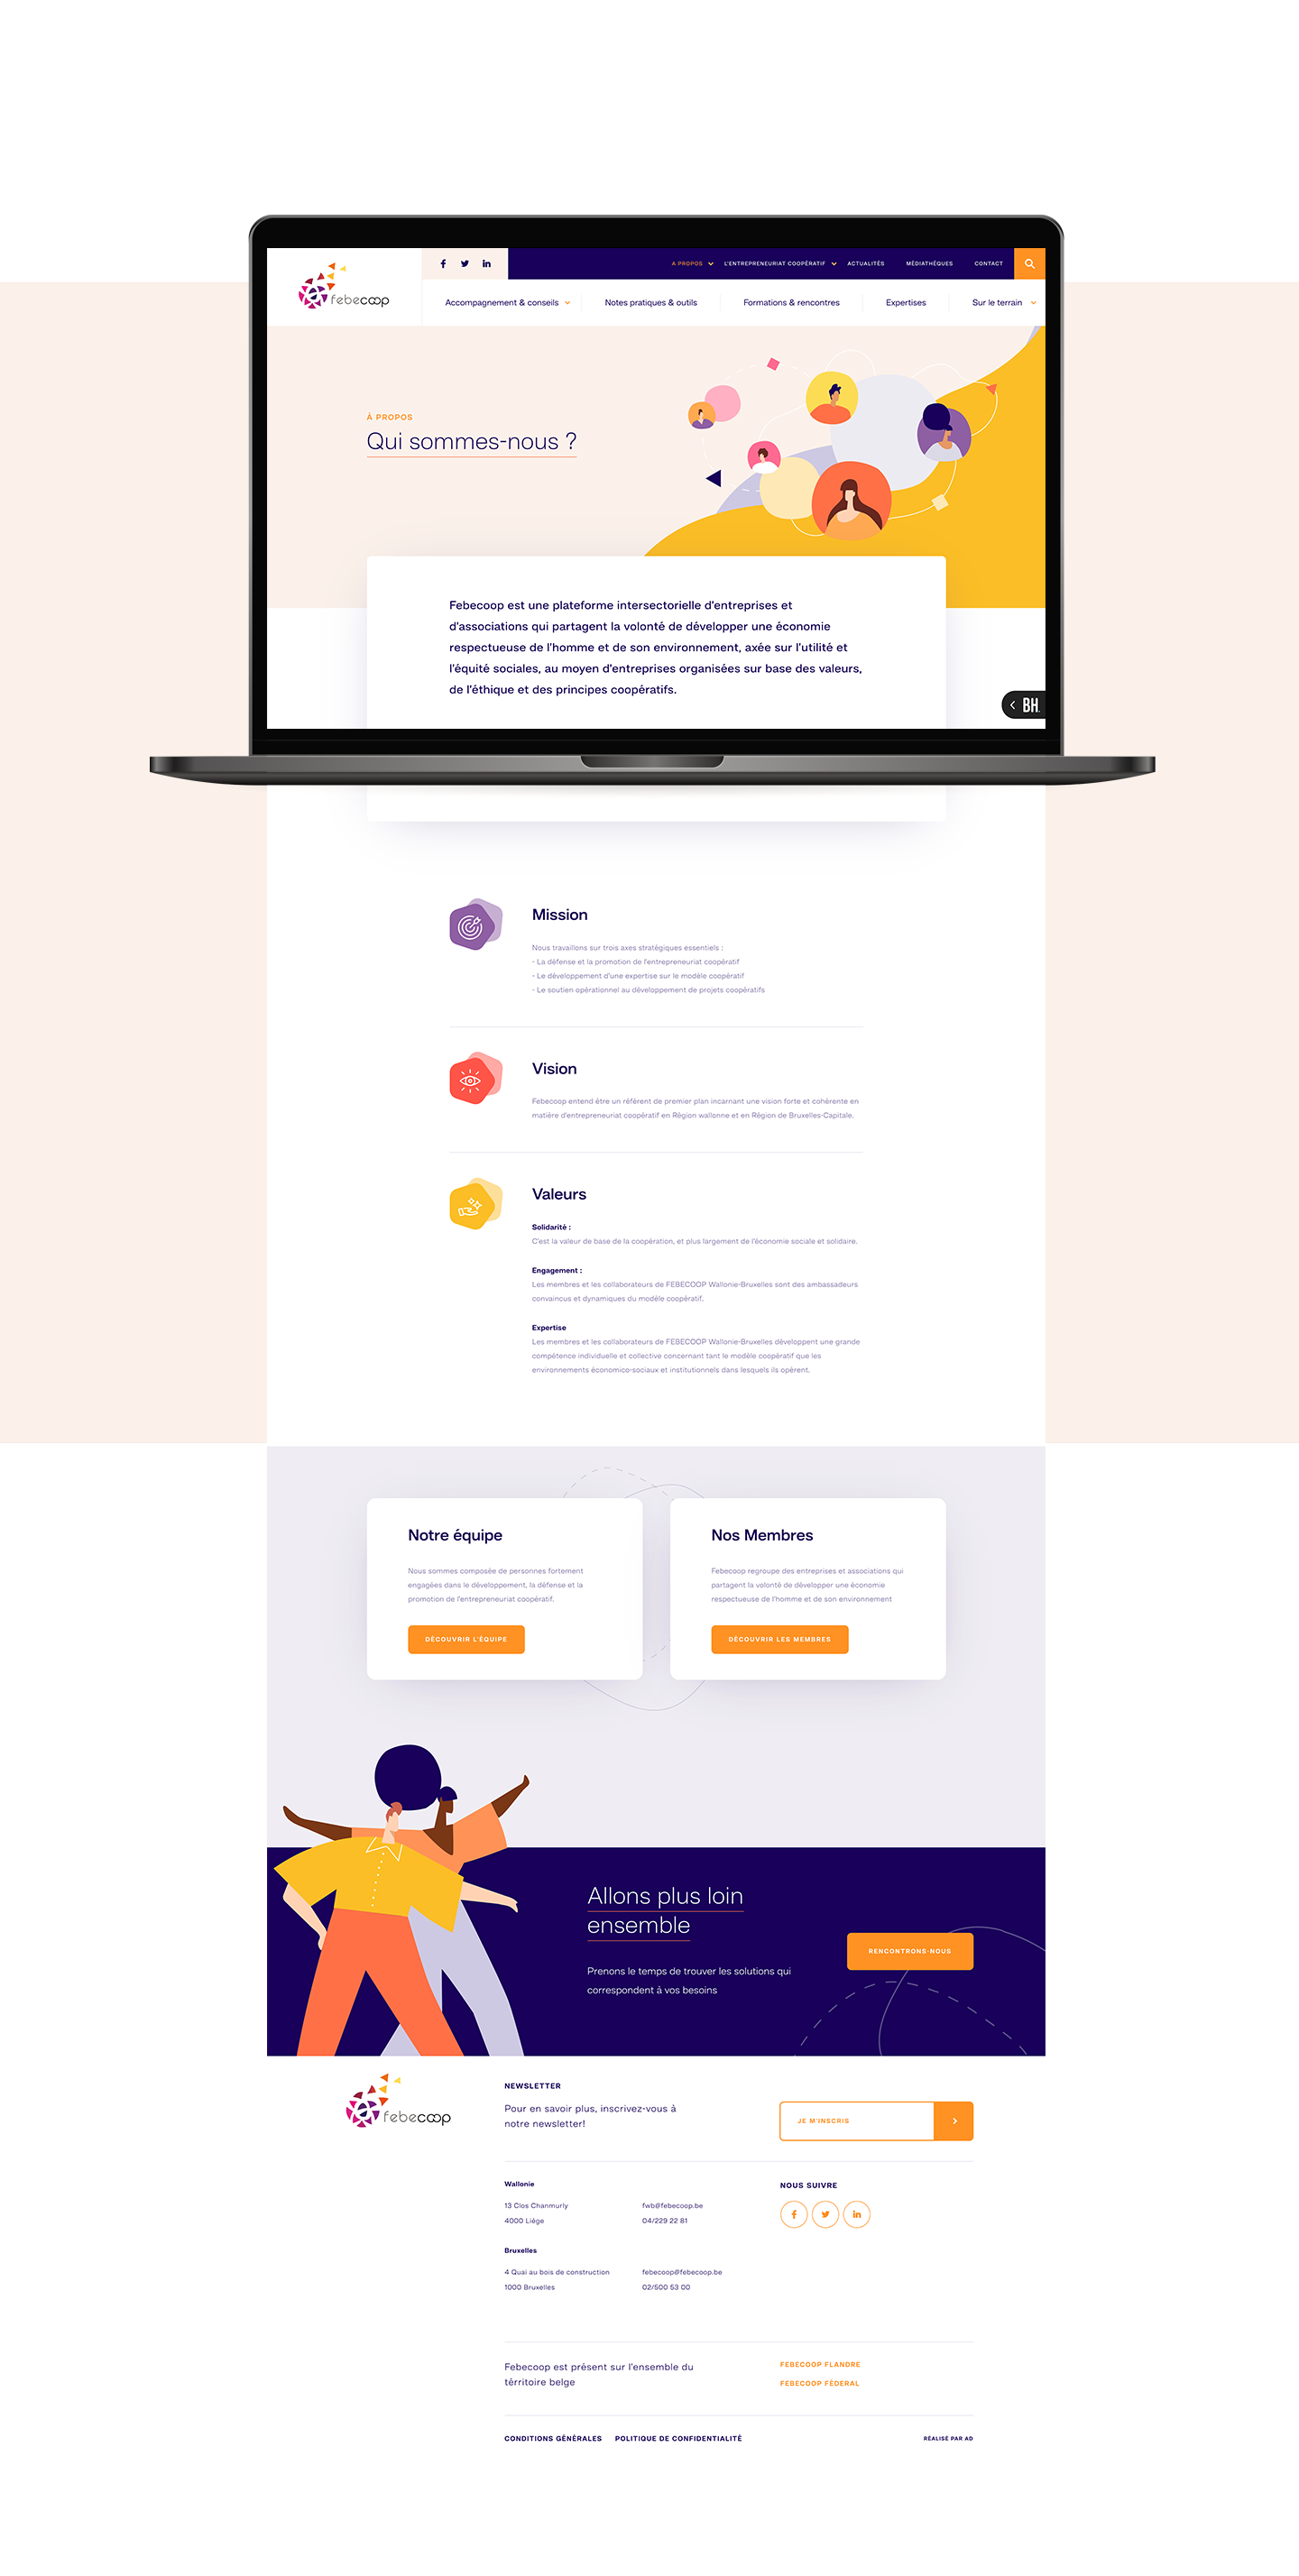 febecoop
A PROPOS
L'ENTREPRENEURIAT COOPÉRATIF
ACTUALITÉS
MÉDIATHÈQUES
CONTACT
Accompagnement & conseils
Notes pratiques & outils
Formations & rencontres
Expertises
Sur le terrain
À PROPOS
Qui sommes-nous ?
Febecoop est une plateforme intersectorielle d'entreprises et
d'associations qui partagent la volonté de développer une économie
respectueuse de l'homme et de son environnement, axée sur l'utilité et
l'équité sociales, au moyen d'entreprises organisées sur base des valeurs,
de l'éthique et des principes coopératifs.
BH.
Mission
Nous travaillons sur trois axes stratégiques essentiels :
- La défense et la promotion de l'entrepreneuriat coopératif
- Le développement d'une expertise sur le modèle coopératif
- Le soutien opérationnel au développement de projets coopératifs
Vision
Febecoop entend être un référent de premier plan incarnant une vision forte et cohérente en
matière d'entrepreneuriat coopératif en Région wallonne et en Région de Bruxelles-Capitale.
Valeurs
Solidarité :
C'est la valeur de base de la coopération, et plus largement de l'économie sociale et solidaire.
Engagement :
Les membres et les collaborateurs de FEBECOOP Wallonie-Bruxelles sont des ambassadeurs
convaincus et dynamiques du modèle coopératif.
Expertise
Les membres et les collaborateurs de FEBECOOP Wallonie-Bruxelles développent une grande
compétence individuelle et collective concernant tant le modèle coopératif que les
environnements économico-sociaux et institutionnels dans lesquels ils opèrent.
Notre équipe
Nous sommes composée de personnes fortement
engagées dans le développement, la défense et la
promotion de l'entrepreneuriat coopératif.
DÉCOUVRIR L'ÉQUIPE
Nos Membres
Febecoop regroupe des entreprises et associations qui
partagent la volonté de développer une économie
respectueuse de l'homme et de son environnement
DÉCOUVRIR LES MEMBRES
Allons plus loin
ensemble
Prenons le temps de trouver les solutions qui
correspondent à vos besoins
RENCONTRONS-NOUS
febecoop
NEWSLETTER
Pour en savoir plus, inscrivez-vous à
notre newsletter!
JE M'INSCRIS
Wallonie
13 Clos Chanmurly
4000 Liège
fwb@febecoop.be
04/229 22 81
Bruxelles
4 Quai au bois de construction
1000 Bruxelles
febecoop@febecoop.be
02/500 53 00
NOUS SUIVRE
Febecoop est présent sur l'ensemble du
térritoire belge
FEBECOOP FLANDRE
FEBECOOP FÉDERAL
CONDITIONS GÉNÉRALES
POLITIQUE DE CONFIDENTIALITÉ
RÉALISÉ PAR AD